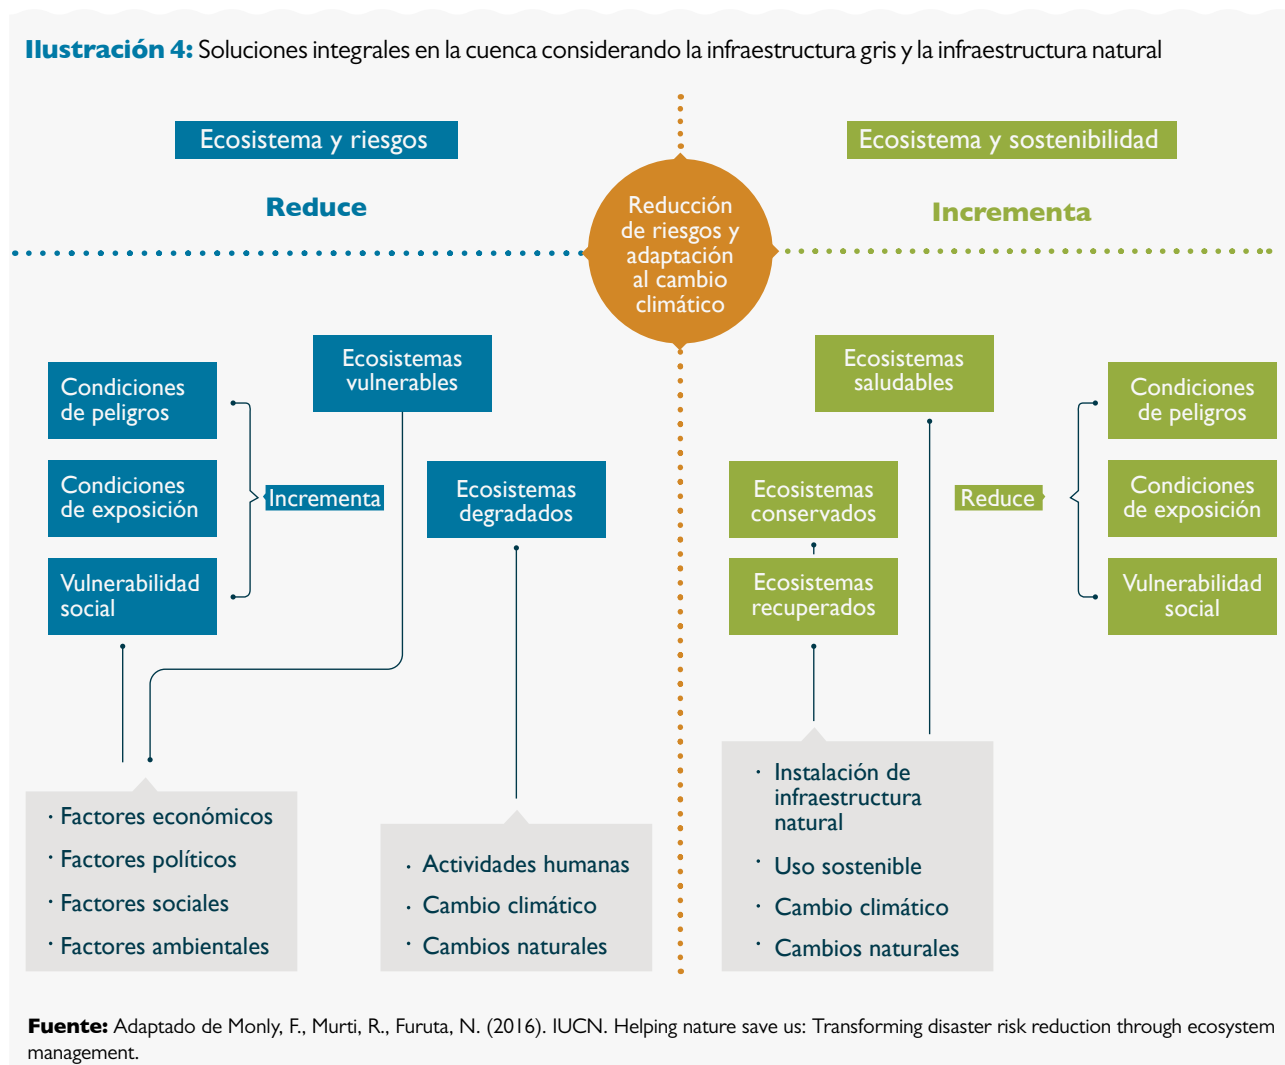 Ilustración 4: Soluciones integrales en la cuenca considerando la infraestructura gris y la infraestructura natural
Ecosistema y riesgos
Reduce
Reducción
de riesgos y
adaptación
al cambio
climático
Ecosistema y sostenibilidad
Incrementa
Condiciones
de peligros
Condiciones
de exposición
Vulnerabilidad
social
Incrementa
Ecosistemas
vulnerables
Ecosistemas
degradados
· Factores económicos
· Factores políticos
· Factores sociales
· Factores ambientales
· Actividades humanas
· Cambio climático
· Cambios naturales
Ecosistemas
saludables
Ecosistemas
conservados
Ecosistemas
recuperados
Reduce
Condiciones
de peligros
Condiciones
de exposición
Vulnerabilidad
social
· Instalación de
infraestructura
natural
· Uso sostenible
· Cambio climático
· Cambios naturales
Fuente: Adaptado de Monly, F., Murti, R., Furuta, N. (2016). IUCN. Helping nature save us: Transforming disaster risk reduction through ecosystem
management.